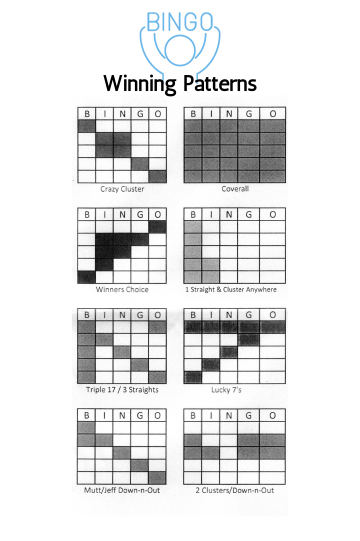 BINGO
Winning Patterns
B I N G O
B I N G O
Crazy Cluster
Coverall
B I N G O
B I N G O
Winners Choice
1 Straight & Cluster Anywhere
B I N G O
B I N G O
Triple 17 / 3 Straights
Lucky 7's
B I N G O
B I N G O
Mutt/Jeff Down-n-Out
2 Clusters/Down-n-Out